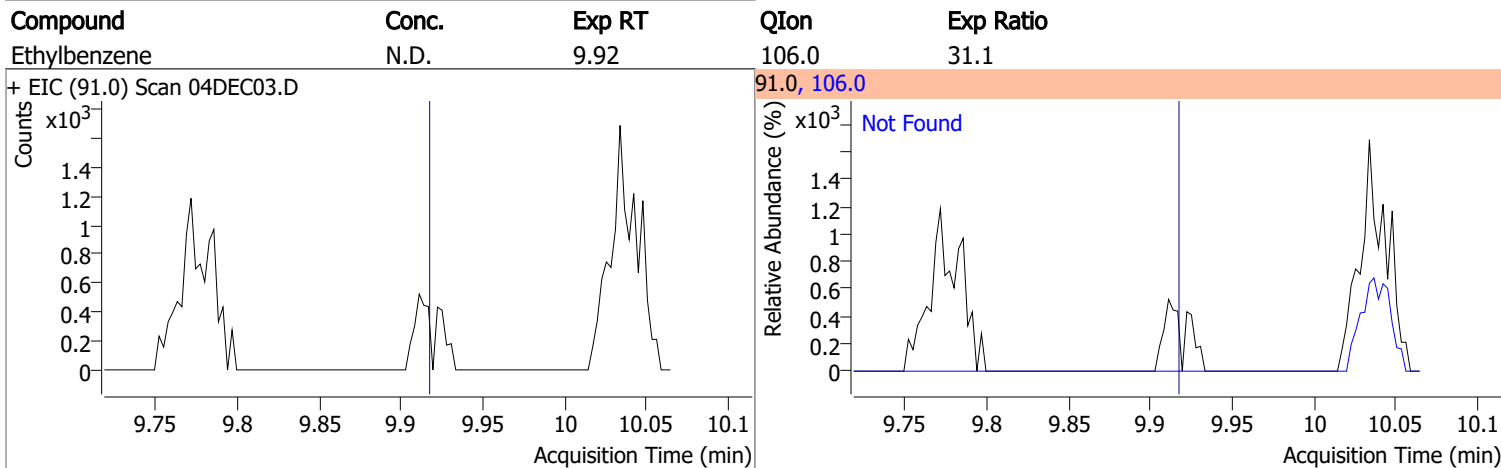 Compound Conc. Exp RT QIon Exp Ratio
Ethylbenzene N.D. 9.92 106.0 31.1
+ EIC (91.0) Scan 04DEC03.D
91.0, 106.0
Counts
x10³
1.4
1.2
1
0.8
0.6
0.4
0.2
0
9.75 9.8 9.85 9.9 9.95 10 10.05 10.1
Acquisition Time (min)
Relative Abundance (%)
x10³
Not Found
1.4
1.2
1
0.8
0.6
0.4
0.2
0
9.75 9.8 9.85 9.9 9.95 10 10.05 10.1
Acquisition Time (min)